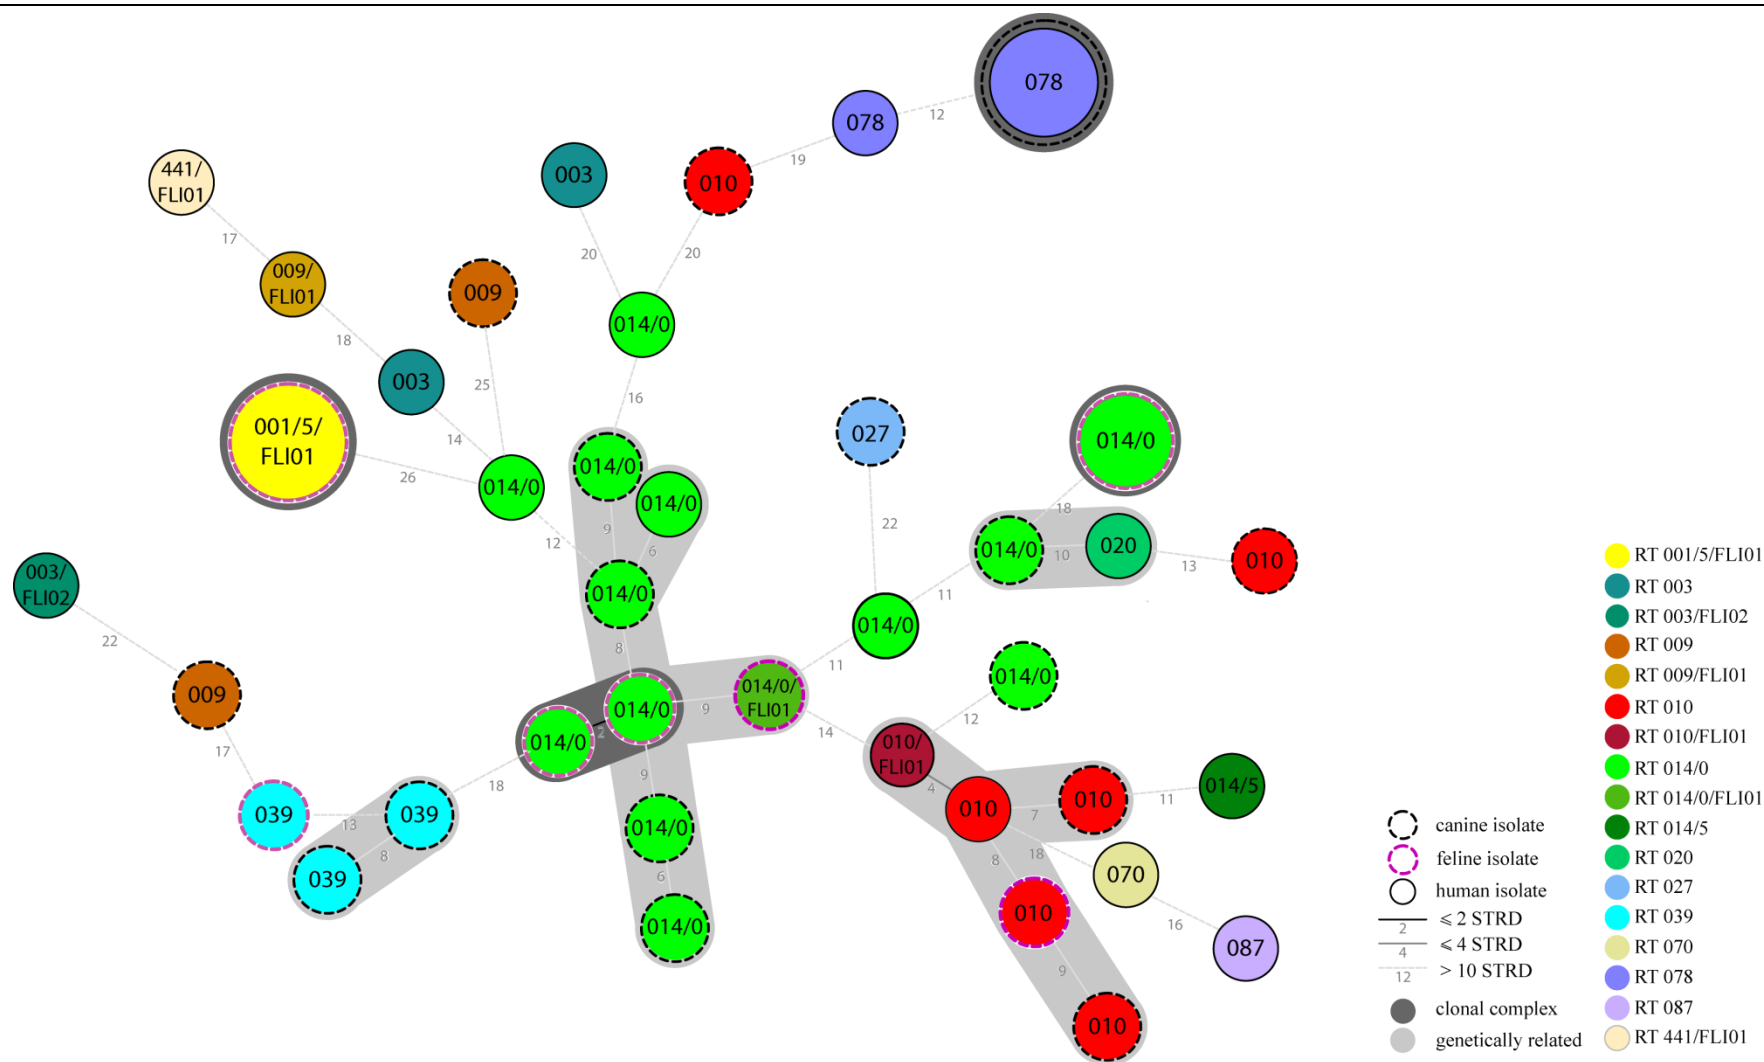 078
12
078
19
003
010
441/
FLI01
17
20
20
009/
FLI01
009
014/0
18
003
25
16
001/5/
FLI01
14
26
014/0
12
014/0
014/0
9
6
027
014/0
18
22
014/0
10
020
13
010
003/
FLI02
014/0
11
014/0
8
22
11
009
014/0
9
014/0/
FLI01
014/0
12
014/0
2
14
010/
FLI01
17
18
9
4
014/5
11
010
7
010
039
13
039
014/0
8
8
18
039
6
070
010
16
014/0
087
9
010
canine isolate
feline isolate
human isolate
2
⩽ 2 STRD
4
⩽ 4 STRD
12
> 10 STRD
clonal complex
genetically related
RT 001/5/FLI01
RT 003
RT 003/FLI02
RT 009
RT 009/FLI01
RT 010
RT 010/FLI01
RT 014/0
RT 014/0/FLI01
RT 014/5
RT 020
RT 027
RT 039
RT 070
RT 078
RT 087
RT 441/FLI01